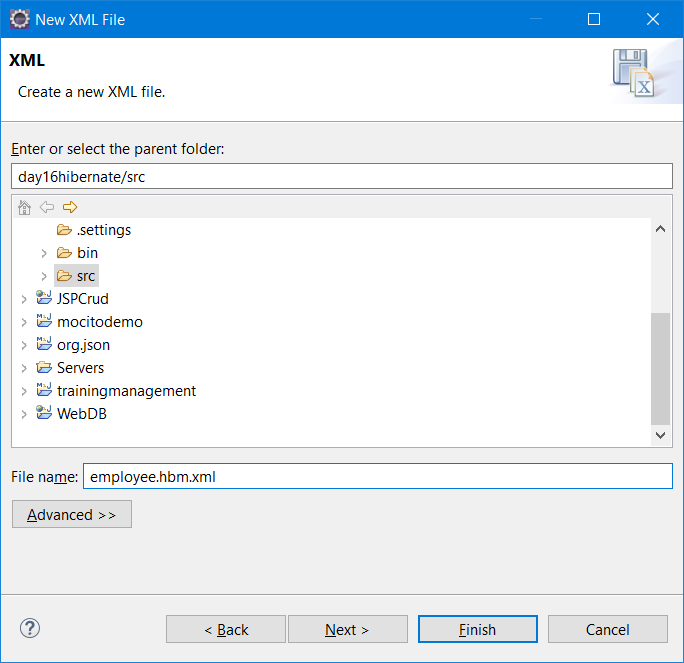 New XML File
XML
Create a new XML file.
Enter or select the parent folder:
day16hibernate/src
.settings
bin
src
JSPCrud
mocitodemo
org.json
Servers
trainingmanagement
WebDB
File name: employee.hbm.xml
Advanced >>
? < Back Next > Finish Cancel